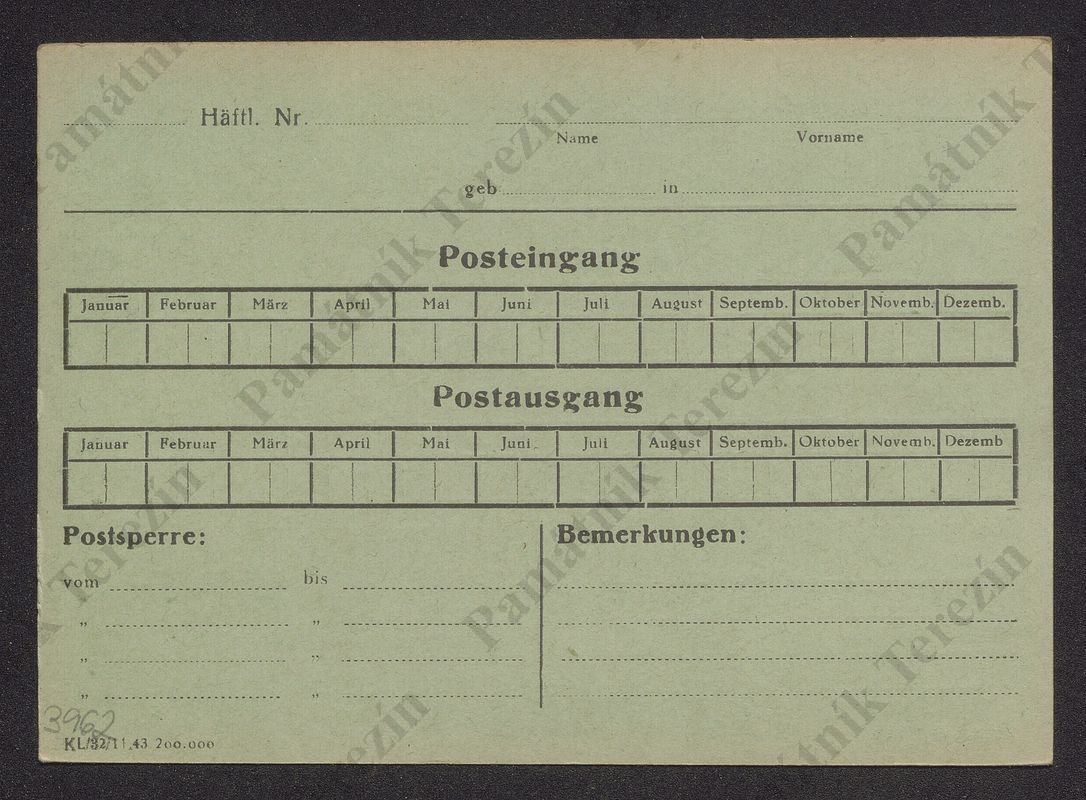 Häftl. Nr.
Name Vorname
geb in
Posteingang
Januar Februar März April Mai Juni Juli August Septemb. Oktober Novemb. Dezemb.
Postausgang
Januar Februar März April Mai Juni Juli August Septemb. Oktober Novemb. Dezemb
Postsperre: Bemerkungen:
vom bis
„ „
„ „
„ „
3962
KL/32/11.43 200.000
Památník Terezín